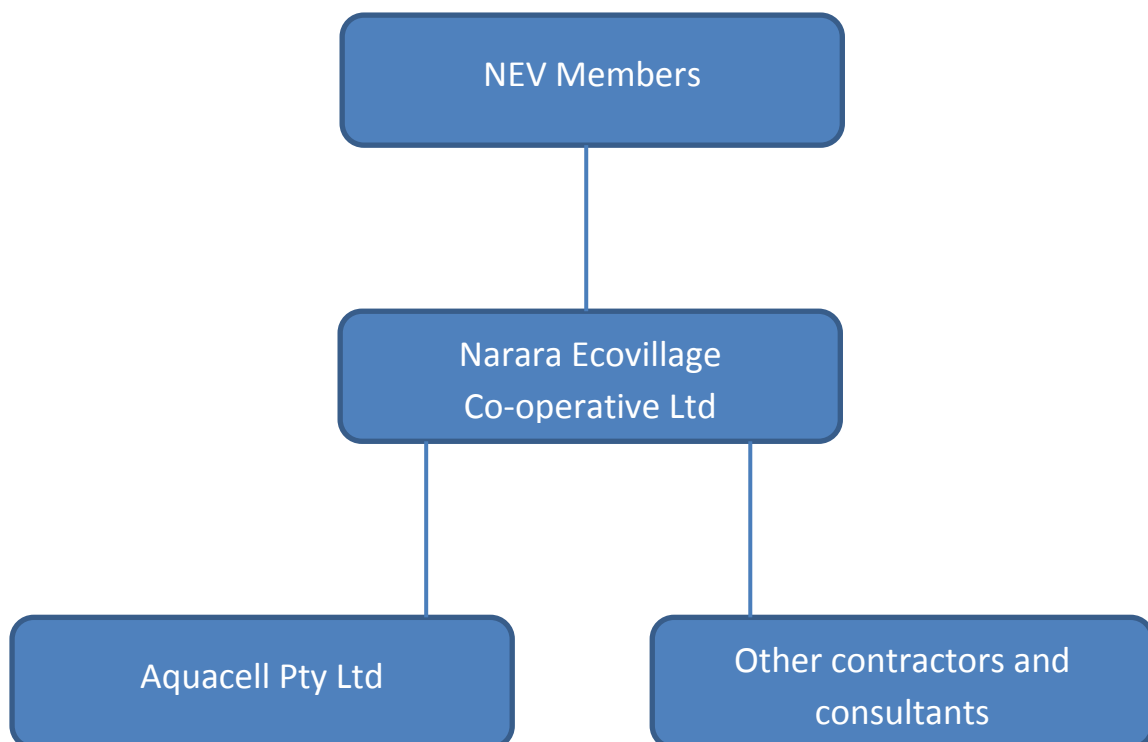 NEV Members
Narara Ecovillage
Co-operative Ltd
Aquacell Pty Ltd
Other contractors and
consultants